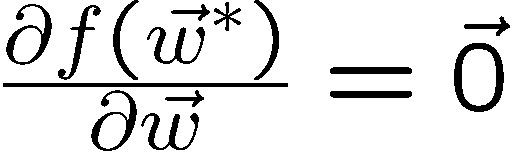 ∂f(w⃗*)/∂w⃗ = 0⃗